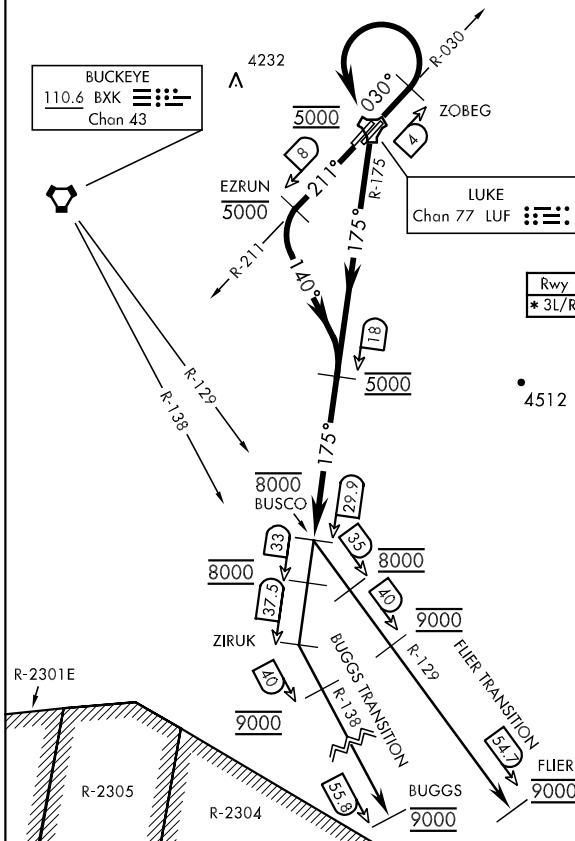 BUCKEYE
110.6 BXK
Chan 43
4232
R-030
030°
ZOBEG
4
5000
8
211°
R-175
EZRUN
5000
LUKE
Chan 77 LUF
R-211
175°
140°
Rwy
* 3L/R
18
5000
4512
R-129
R-138
175°
8000
BUSCO
29.9
33
35
8000
8000
37.5
40
9000
ZIRUK
BUGGS TRANSITION
FLIER TRANSITION
R-129
R-2301E
40
R-138
9000
54.7
FLIER
9000
R-2305
R-2304
55.8
BUGGS
9000